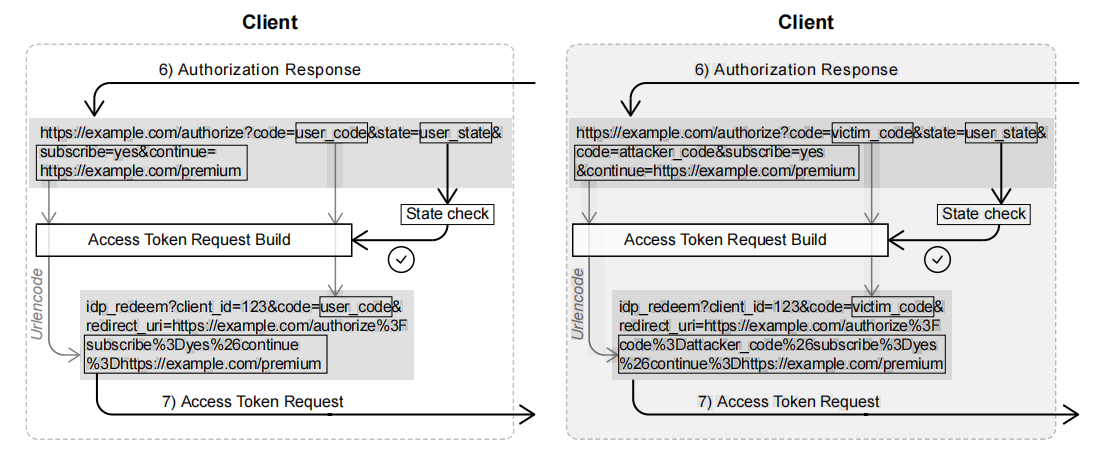 Client
6) Authorization Response
https://example.com/authorize?code=user_code&state=user_state&
subscribe=yes&continue=
https://example.com/premium
State check
Access Token Request Build
Urlencode
idp_redeem?client_id=123&code=user_code&
redirect_uri=https://example.com/authorize%3F
subscribe%3Dyes%26continue
%3Dhttps://example.com/premium
7) Access Token Request
Client
6) Authorization Response
https://example.com/authorize?code=victim_code&state=user_state&
code=attacker_code&subscribe=yes
&continue=https://example.com/premium
State check
Access Token Request Build
Urlencode
idp_redeem?client_id=123&code=victim_code&
redirect_uri=https://example.com/authorize%3F
code%3Dattacker_code%26subscribe%3Dyes
%26continue%3Dhttps://example.com/premium
7) Access Token Request